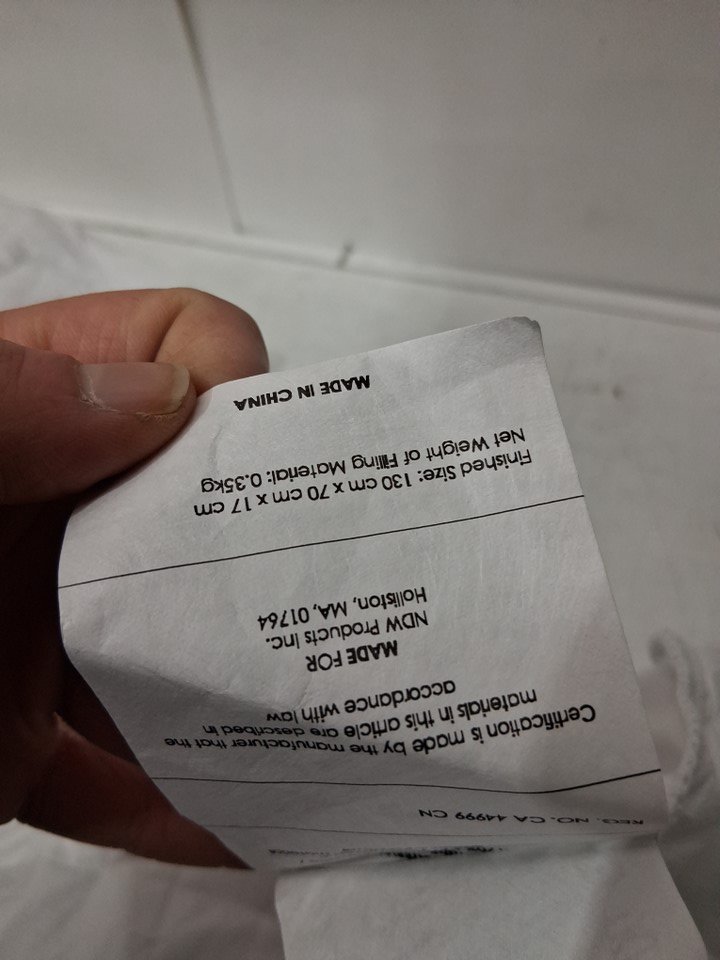 REG. NO. CA 44999 CN
Certification is made by the manufacturer that the
materials in this article are described in
accordance with law
MADE FOR
NDW Products Inc.
Holliston, MA, 01764
Finished Size: 130 cm x 70 cm x 17 cm
Net Weight of Filling Material: 0.35kg
MADE IN CHINA